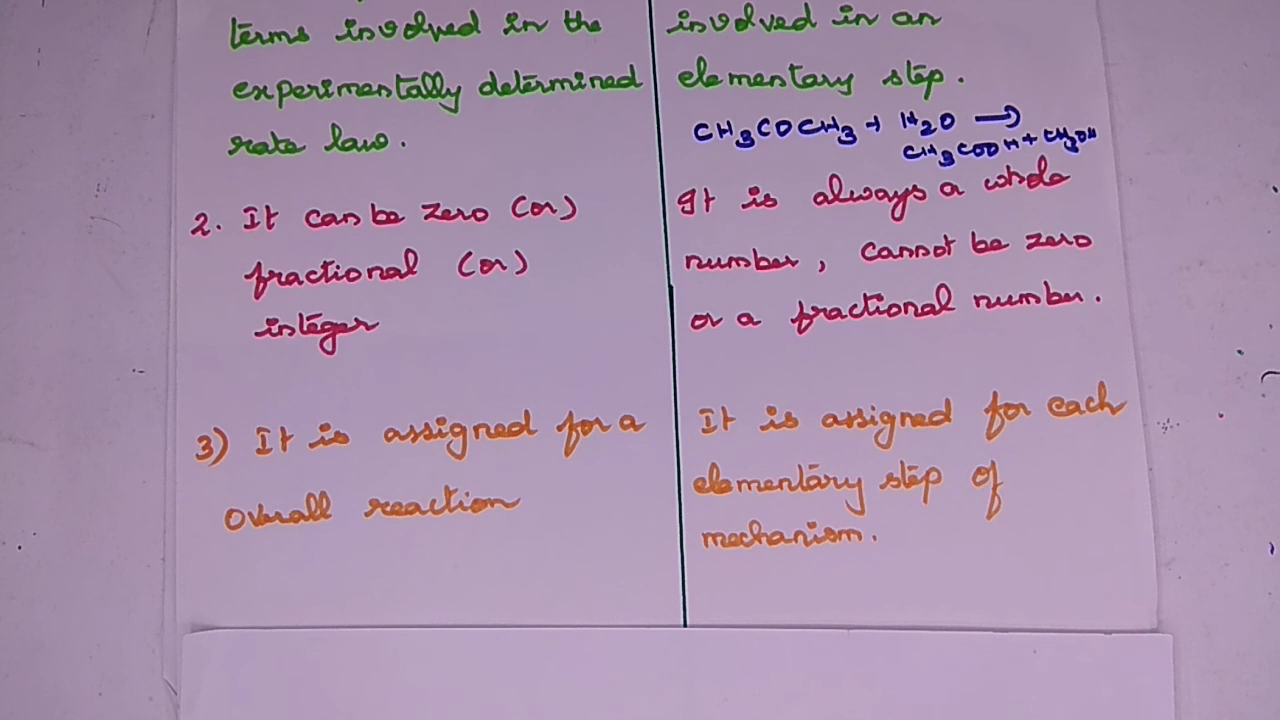 terms involved in the
experimentally determined
rate law.
2. It can be zero (or)
fractional (or)
integer
3) It is assigned for a
overall reaction
involved in an
elementary step.
CH3COCH3 + H2O ⟶
CH3COOH + CH3OH
It is always a whole
number, cannot be zero
or a fractional number.
It is assigned for each
elementary step of
mechanism.